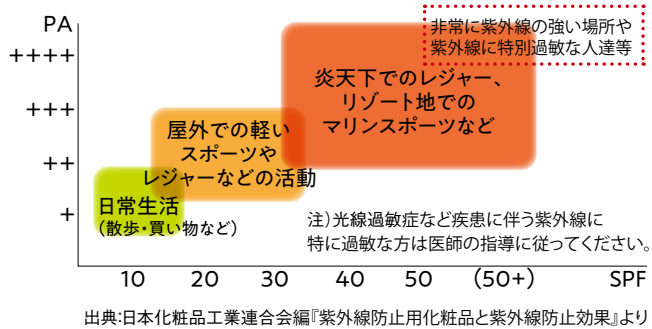 PA
++++
+++
++
+
非常に紫外線の強い場所や
紫外線に特別過敏な人達等
炎天下でのレジャー、
リゾート地での
マリンスポーツなど
屋外での軽い
スポーツや
レジャーなどの活動
日常生活
(散歩・買い物など)
注)光線過敏症など疾患に伴う紫外線に
特に過敏な方は医師の指導に従ってください。
10 20 30 40 50 (50+) SPF
出典:日本化粧品工業連合会編『紫外線防止用化粧品と紫外線防止効果』より